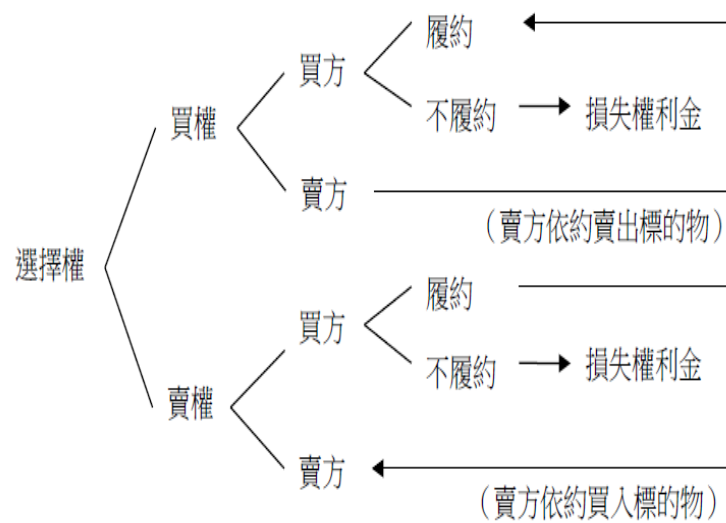 履約
買方
不履約
損失權利金
買權
賣方
（賣方依約賣出標的物）
選擇權
履約
買方
不履約
損失權利金
賣權
賣方
（賣方依約買入標的物）